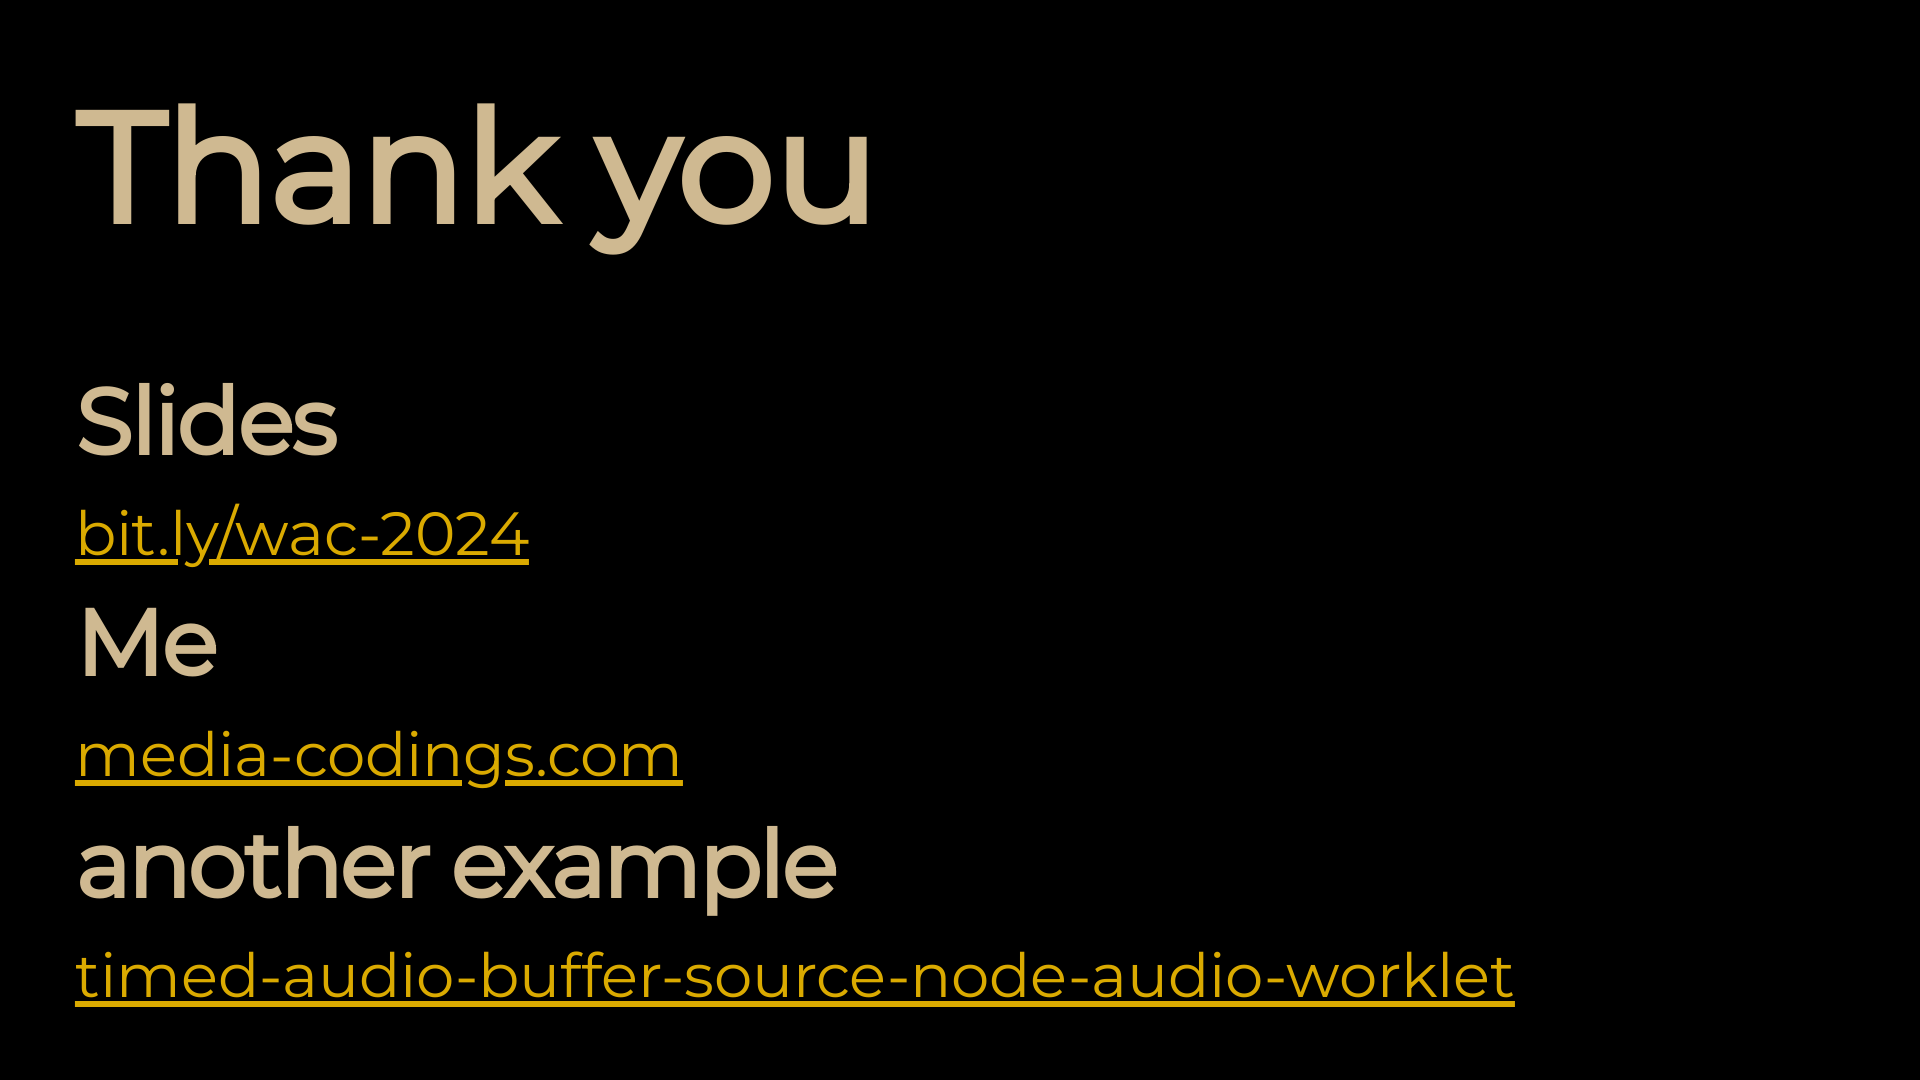 Thank you
Slides
bit.ly/wac-2024
Me
media-codings.com
another example
timed-audio-buffer-source-node-audio-worklet